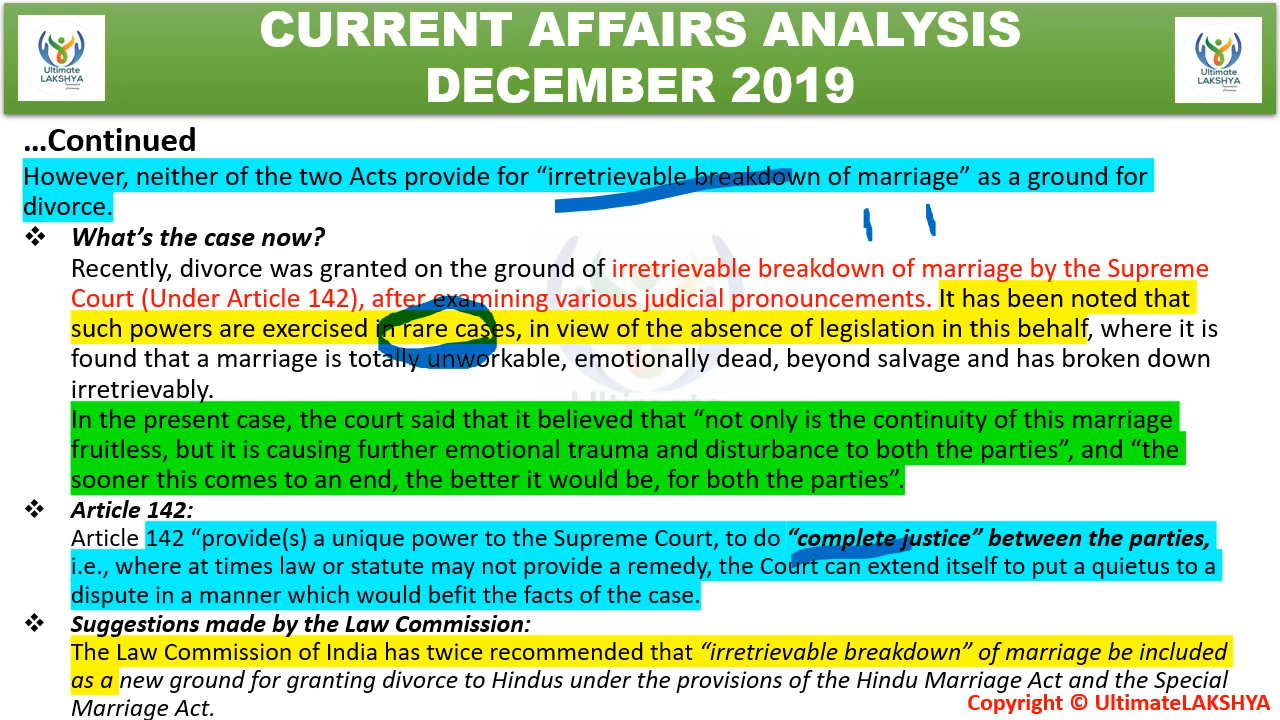 CURRENT AFFAIRS ANALYSIS
DECEMBER 2019
Ultimate
LAKSHYA
Ultimate
LAKSHYA
...Continued
However, neither of the two Acts provide for “irretrievable breakdown of marriage” as a ground for
divorce.
❖ What’s the case now?
Recently, divorce was granted on the ground of irretrievable breakdown of marriage by the Supreme
Court (Under Article 142), after examining various judicial pronouncements. It has been noted that
such powers are exercised in rare cases, in view of the absence of legislation in this behalf, where it is
found that a marriage is totally unworkable, emotionally dead, beyond salvage and has broken down
irretrievably.
In the present case, the court said that it believed that “not only is the continuity of this marriage
fruitless, but it is causing further emotional trauma and disturbance to both the parties”, and “the
sooner this comes to an end, the better it would be, for both the parties”.
❖ Article 142:
Article 142 “provide(s) a unique power to the Supreme Court, to do “complete justice” between the parties,
i.e., where at times law or statute may not provide a remedy, the Court can extend itself to put a quietus to a
dispute in a manner which would befit the facts of the case.
❖ Suggestions made by the Law Commission:
The Law Commission of India has twice recommended that “irretrievable breakdown” of marriage be included
as a new ground for granting divorce to Hindus under the provisions of the Hindu Marriage Act and the Special
Marriage Act.
Copyright © UltimateLAKSHYA